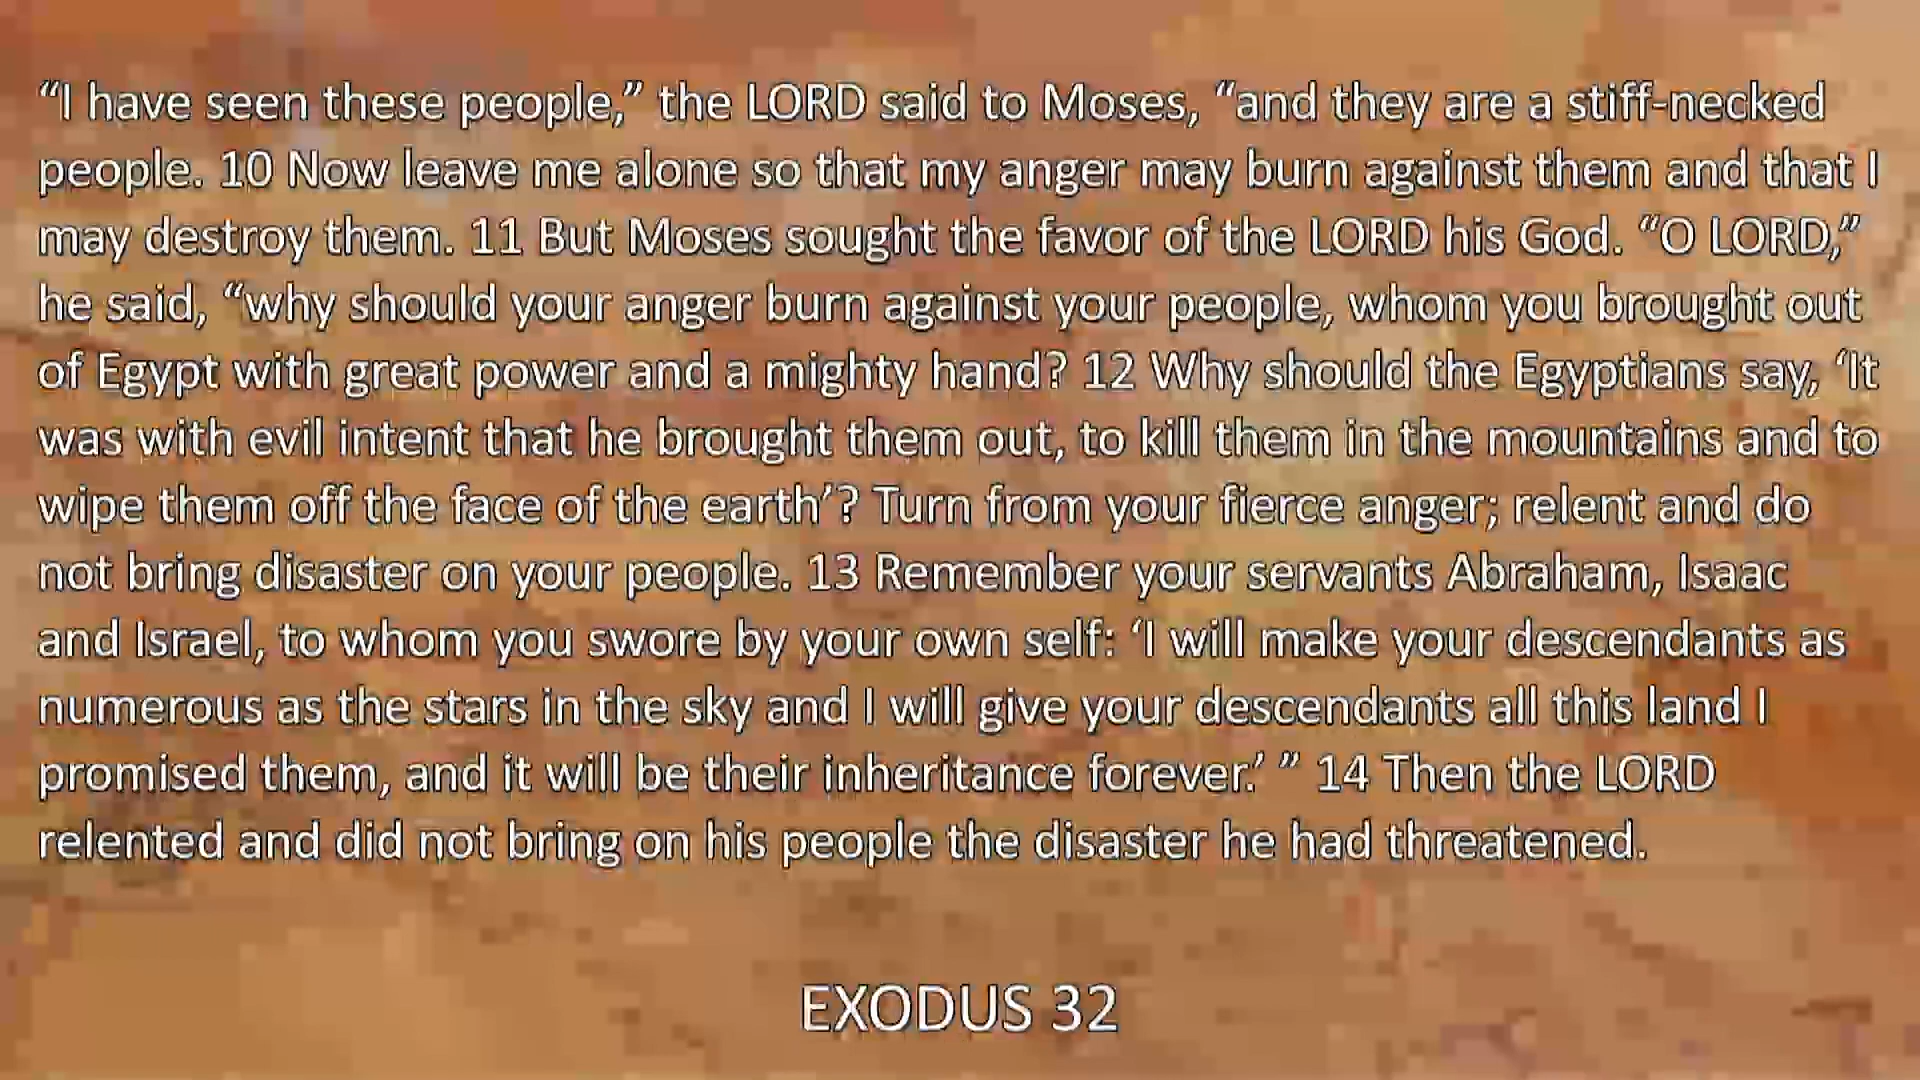 “I have seen these people,” the LORD said to Moses, “and they are a stiff-necked
people. 10 Now leave me alone so that my anger may burn against them and that I
may destroy them. 11 But Moses sought the favor of the LORD his God. “O LORD,”
he said, “why should your anger burn against your people, whom you brought out
of Egypt with great power and a mighty hand? 12 Why should the Egyptians say, ‘It
was with evil intent that he brought them out, to kill them in the mountains and to
wipe them off the face of the earth’? Turn from your fierce anger; relent and do
not bring disaster on your people. 13 Remember your servants Abraham, Isaac
and Israel, to whom you swore by your own self: ‘I will make your descendants as
numerous as the stars in the sky and I will give your descendants all this land I
promised them, and it will be their inheritance forever.’ ” 14 Then the LORD
relented and did not bring on his people the disaster he had threatened.
EXODUS 32